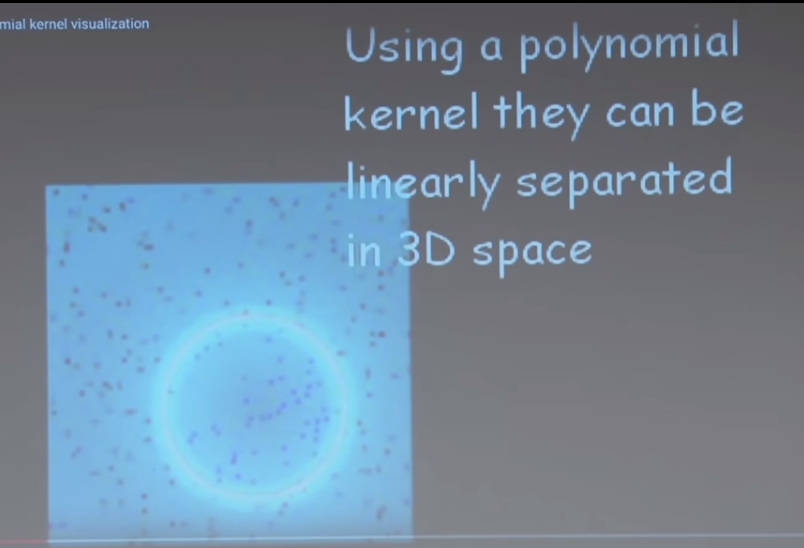 mial kernel visualization
Using a polynomial
kernel they can be
linearly separated
in 3D space